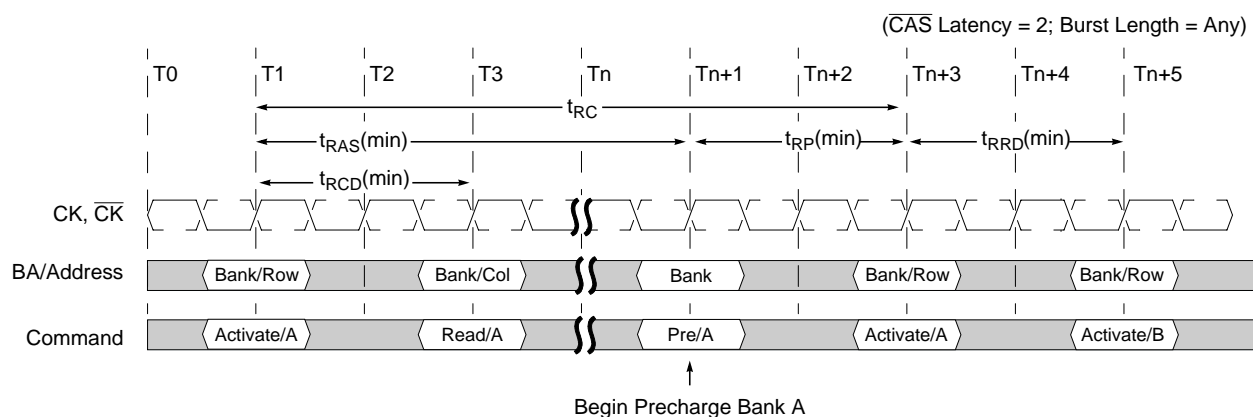 (CAS Latency = 2; Burst Length = Any)
T0 T1 T2 T3 Tn Tn+1 Tn+2 Tn+3 Tn+4 Tn+5
tRC
tRAS(min) tRP(min) tRRD(min)
tRCD(min)
CK, CK
BA/Address Bank/Row Bank/Col Bank Bank/Row Bank/Row
Command Activate/A Read/A Pre/A Activate/A Activate/B
Begin Precharge Bank A